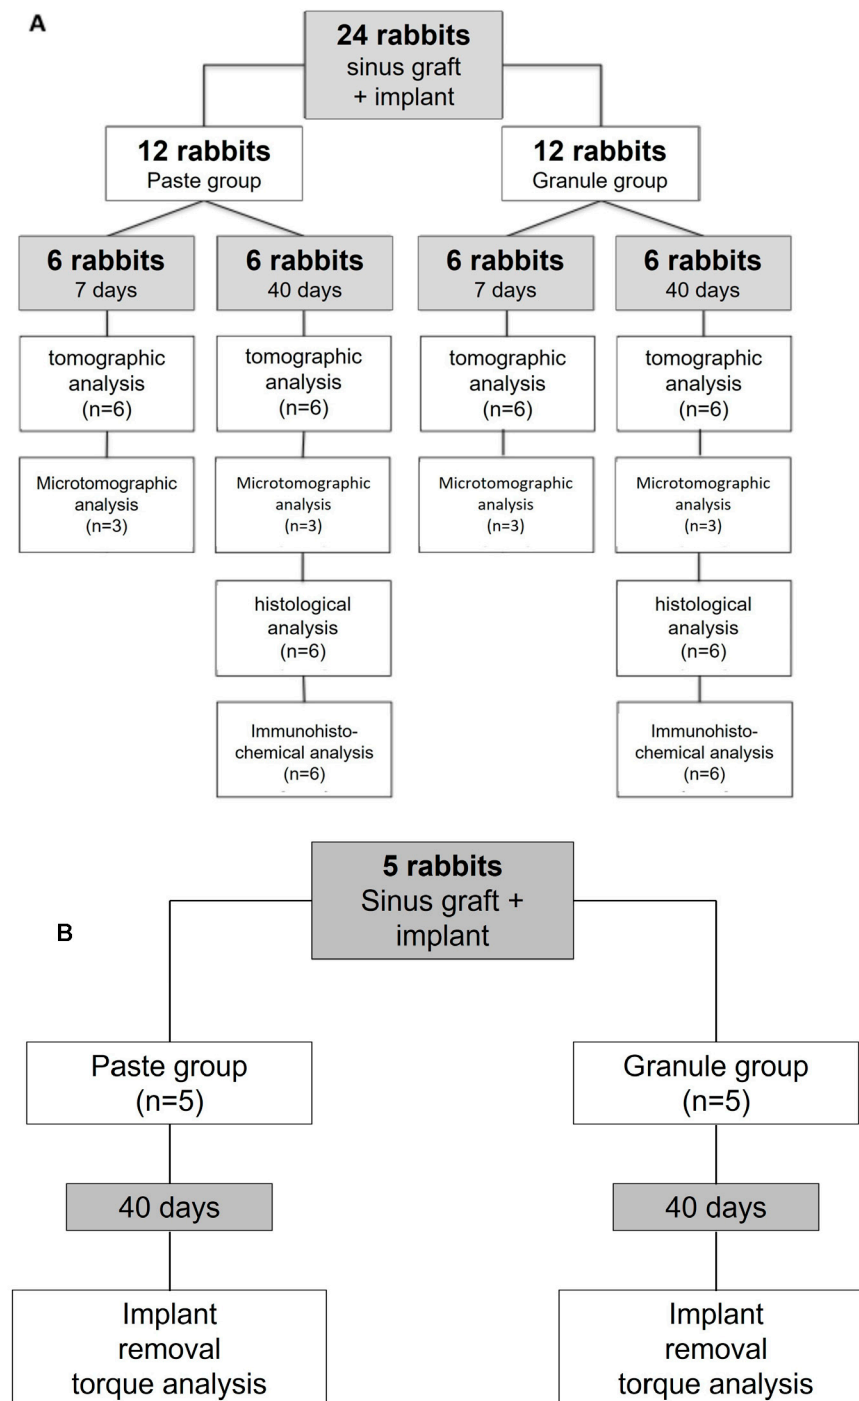 A
24 rabbits
sinus graft
+ implant
12 rabbits
Paste group
12 rabbits
Granule group
6 rabbits
7 days
6 rabbits
40 days
6 rabbits
7 days
6 rabbits
40 days
tomographic
analysis
(n=6)
tomographic
analysis
(n=6)
tomographic
analysis
(n=6)
tomographic
analysis
(n=6)
Microtomographic
analysis
(n=3)
Microtomographic
analysis
(n=3)
Microtomographic
analysis
(n=3)
Microtomographic
analysis
(n=3)
histological
analysis
(n=6)
histological
analysis
(n=6)
Immunohisto-
chemical analysis
(n=6)
Immunohisto-
chemical analysis
(n=6)
B
5 rabbits
Sinus graft +
implant
Paste group
(n=5)
Granule group
(n=5)
40 days
40 days
Implant
removal
torque analysis
Implant
removal
torque analysis